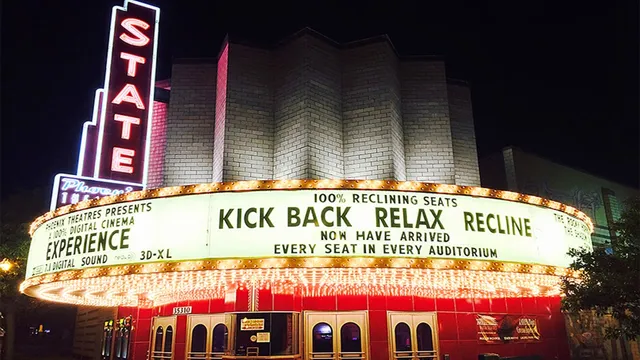 STATE
Phoenix
PHOENIX THEATRES PRESENTS
A 100% DIGITAL CINEMA
EXPERIENCE
7.1 DIGITAL SOUND
3D-XL
100% RECLINING SEATS
KICK BACK RELAX RECLINE
NOW HAVE ARRIVED
EVERY SEAT IN EVERY AUDITORIUM
35310